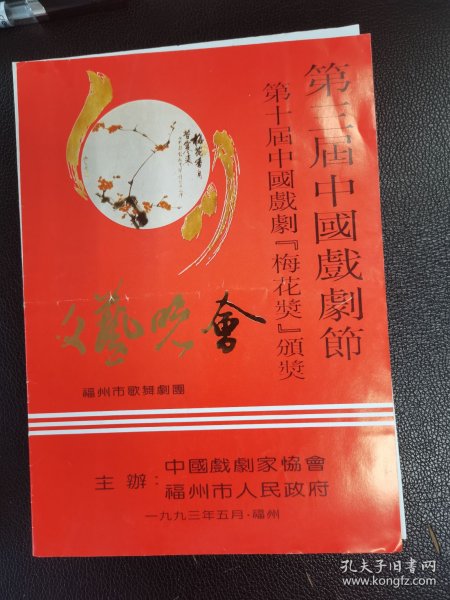 第三屆中國戲劇節
第十屆中國戲劇『梅花獎』頒獎
文藝晚會
福州市歌舞劇團
主辦：
中國戲劇家協會
福州市人民政府
一九九三年五月·福州
孔夫子旧书网
www.kongfz.com